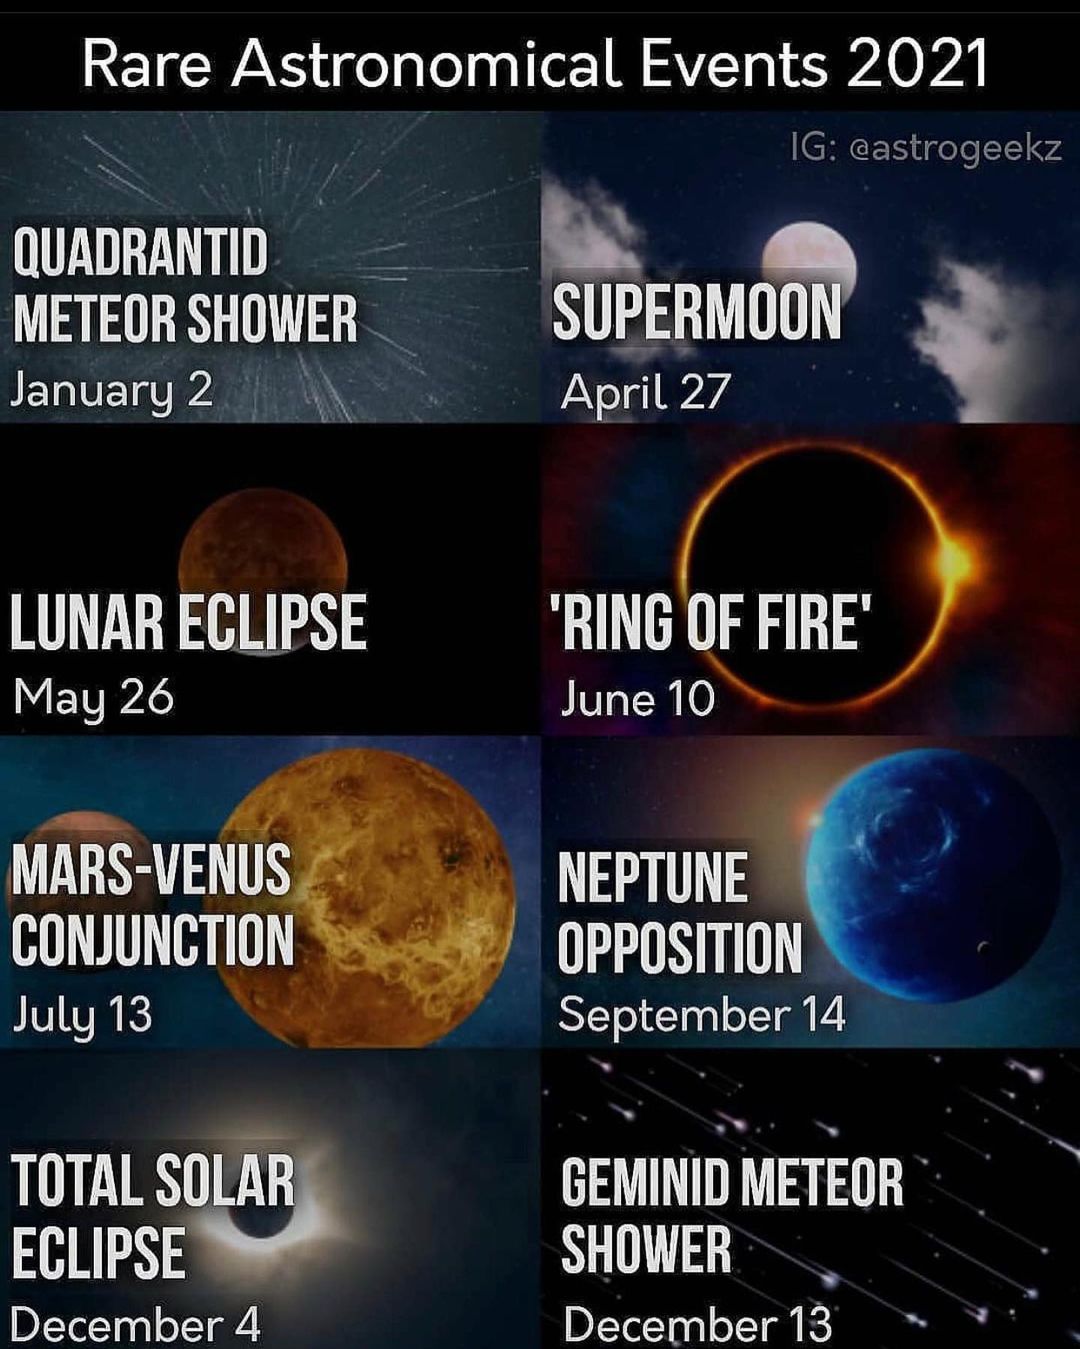 Rare Astronomical Events 2021
IG: @astrogeekz
QUADRANTID
METEOR SHOWER
January 2
SUPERMOON
April 27
LUNAR ECLIPSE
May 26
'RING OF FIRE'
June 10
MARS-VENUS
CONJUNCTION
July 13
NEPTUNE
OPPOSITION
September 14
TOTAL SOLAR
ECLIPSE
December 4
GEMINID METEOR
SHOWER
December 13